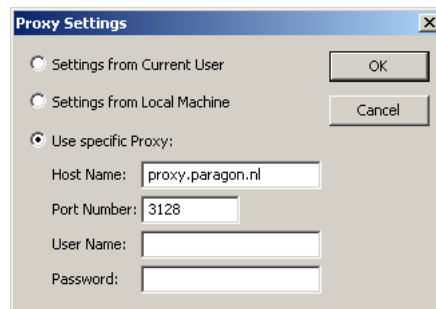 Proxy Settings
Settings from Current User
OK
Settings from Local Machine
Cancel
Use specific Proxy:
Host Name: proxy.paragon.nl
Port Number: 3128
User Name:
Password: